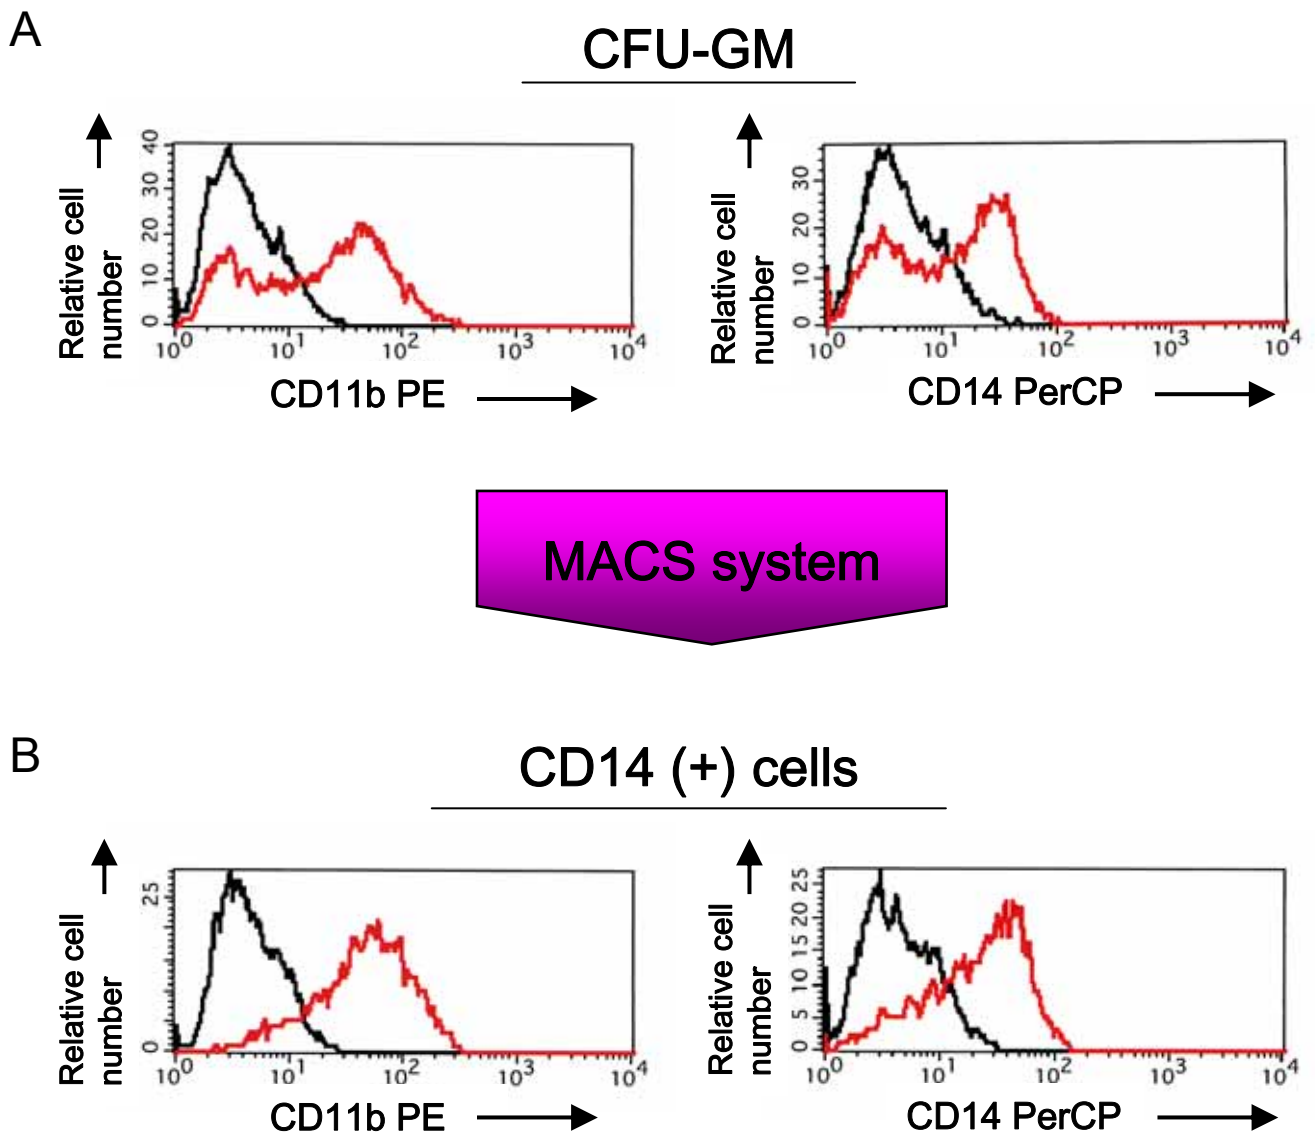 A
CFU-GM
Relative cell
number
40
30
20
10
0
10^0 10^1 10^2 10^3 10^4
CD11b PE
Relative cell
number
30
20
10
0
10^0 10^1 10^2 10^3 10^4
CD14 PerCP
MACS system
B
CD14 (+) cells
Relative cell
number
25
0
10^0 10^1 10^2 10^3 10^4
CD11b PE
Relative cell
number
25
20
15
10
5
0
10^0 10^1 10^2 10^3 10^4
CD14 PerCP